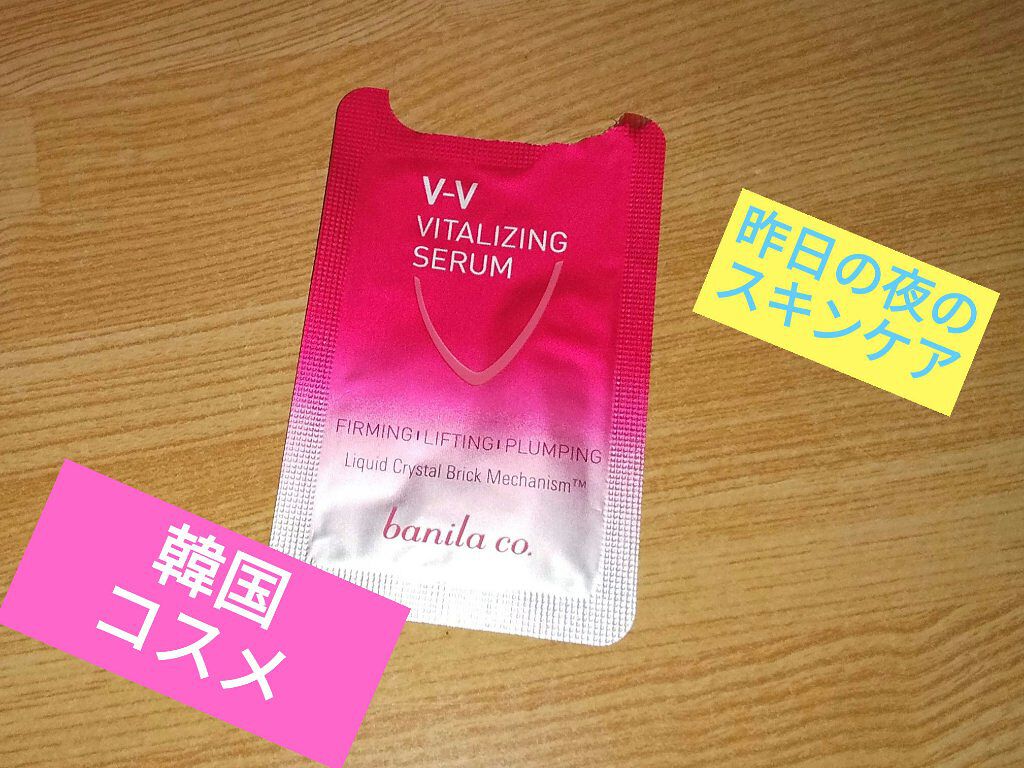 V-V
VITALIZING
SERUM
FIRMING|LIFTING|PLUMPING
Liquid Crystal Brick Mechanism™
banila co.
昨日の夜の
スキンケア
韓国
コスメ